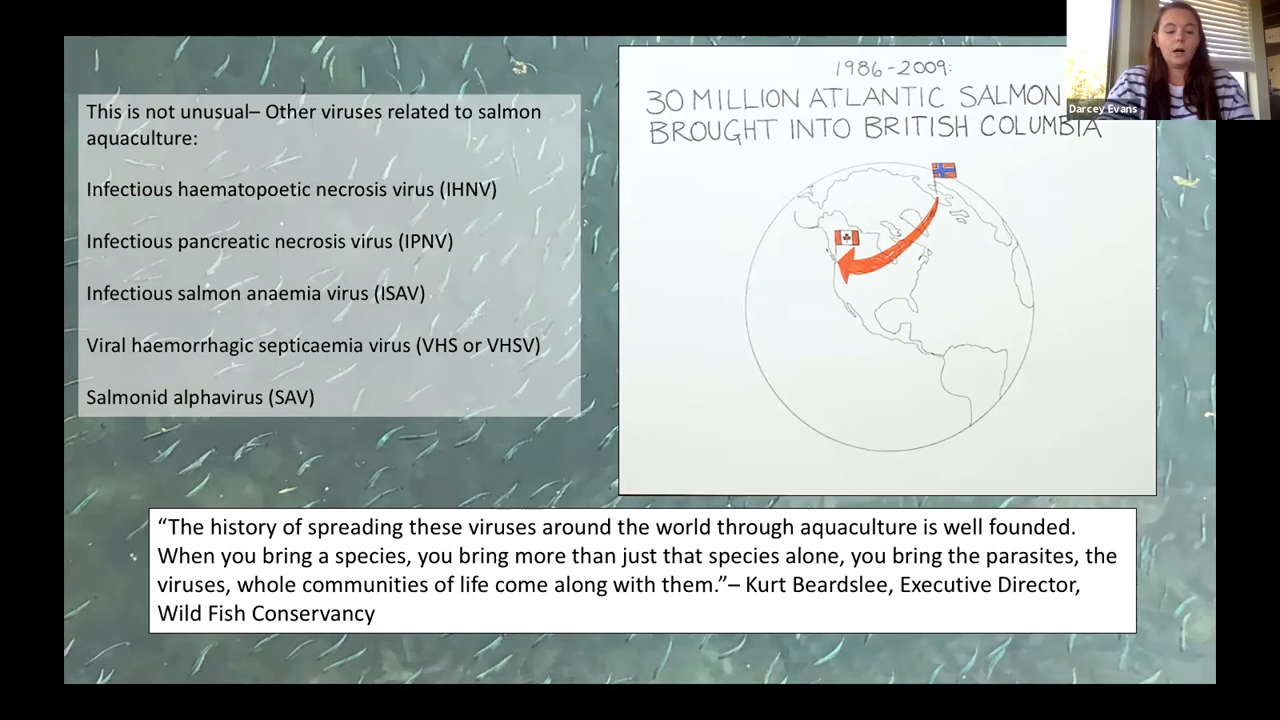 This is not unusual– Other viruses related to salmon
aquaculture:
Infectious haematopoetic necrosis virus (IHNV)
Infectious pancreatic necrosis virus (IPNV)
Infectious salmon anaemia virus (ISAV)
Viral haemorrhagic septicaemia virus (VHS or VHSV)
Salmonid alphavirus (SAV)
1986-2009:
30 MILLION ATLANTIC SALMON
BROUGHT INTO BRITISH COLUMBIA
Darcey Evans
“The history of spreading these viruses around the world through aquaculture is well founded.
When you bring a species, you bring more than just that species alone, you bring the parasites, the
viruses, whole communities of life come along with them.”– Kurt Beardslee, Executive Director,
Wild Fish Conservancy